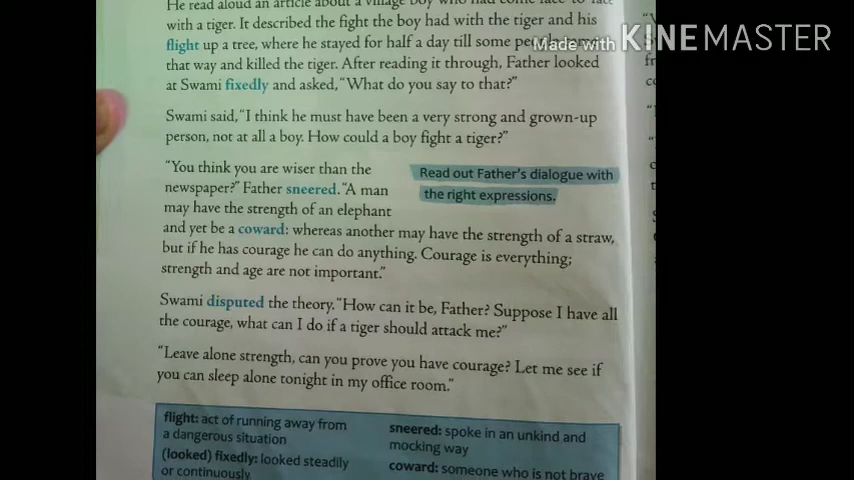 He read aloud an article about a village boy who had come face to face
with a tiger. It described the fight the boy had with the tiger and his
flight up a tree, where he stayed for half a day till some
that way and killed the tiger. After reading it through, Father looked
at Swami fixedly and asked, “What do you say to that?”
Made with KINEMASTER
Swami said, “I think he must have been a very strong and grown-up
person, not at all a boy. How could a boy fight a tiger?”
“You think you are wiser than the
newspaper?” Father sneered. “A man
may have the strength of an elephant
and yet be a coward: whereas another may have the strength of a straw,
but if he has courage he can do anything. Courage is everything;
strength and age are not important.”
Read out Father’s dialogue with
the right expressions.
Swami disputed the theory. “How can it be, Father? Suppose I have all
the courage, what can I do if a tiger should attack me?”
“Leave alone strength, can you prove you have courage? Let me see if
you can sleep alone tonight in my office room.”
flight: act of running away from
a dangerous situation
(looked) fixedly: looked steadily
or continuously
sneered: spoke in an unkind and
mocking way
coward: someone who is not brave